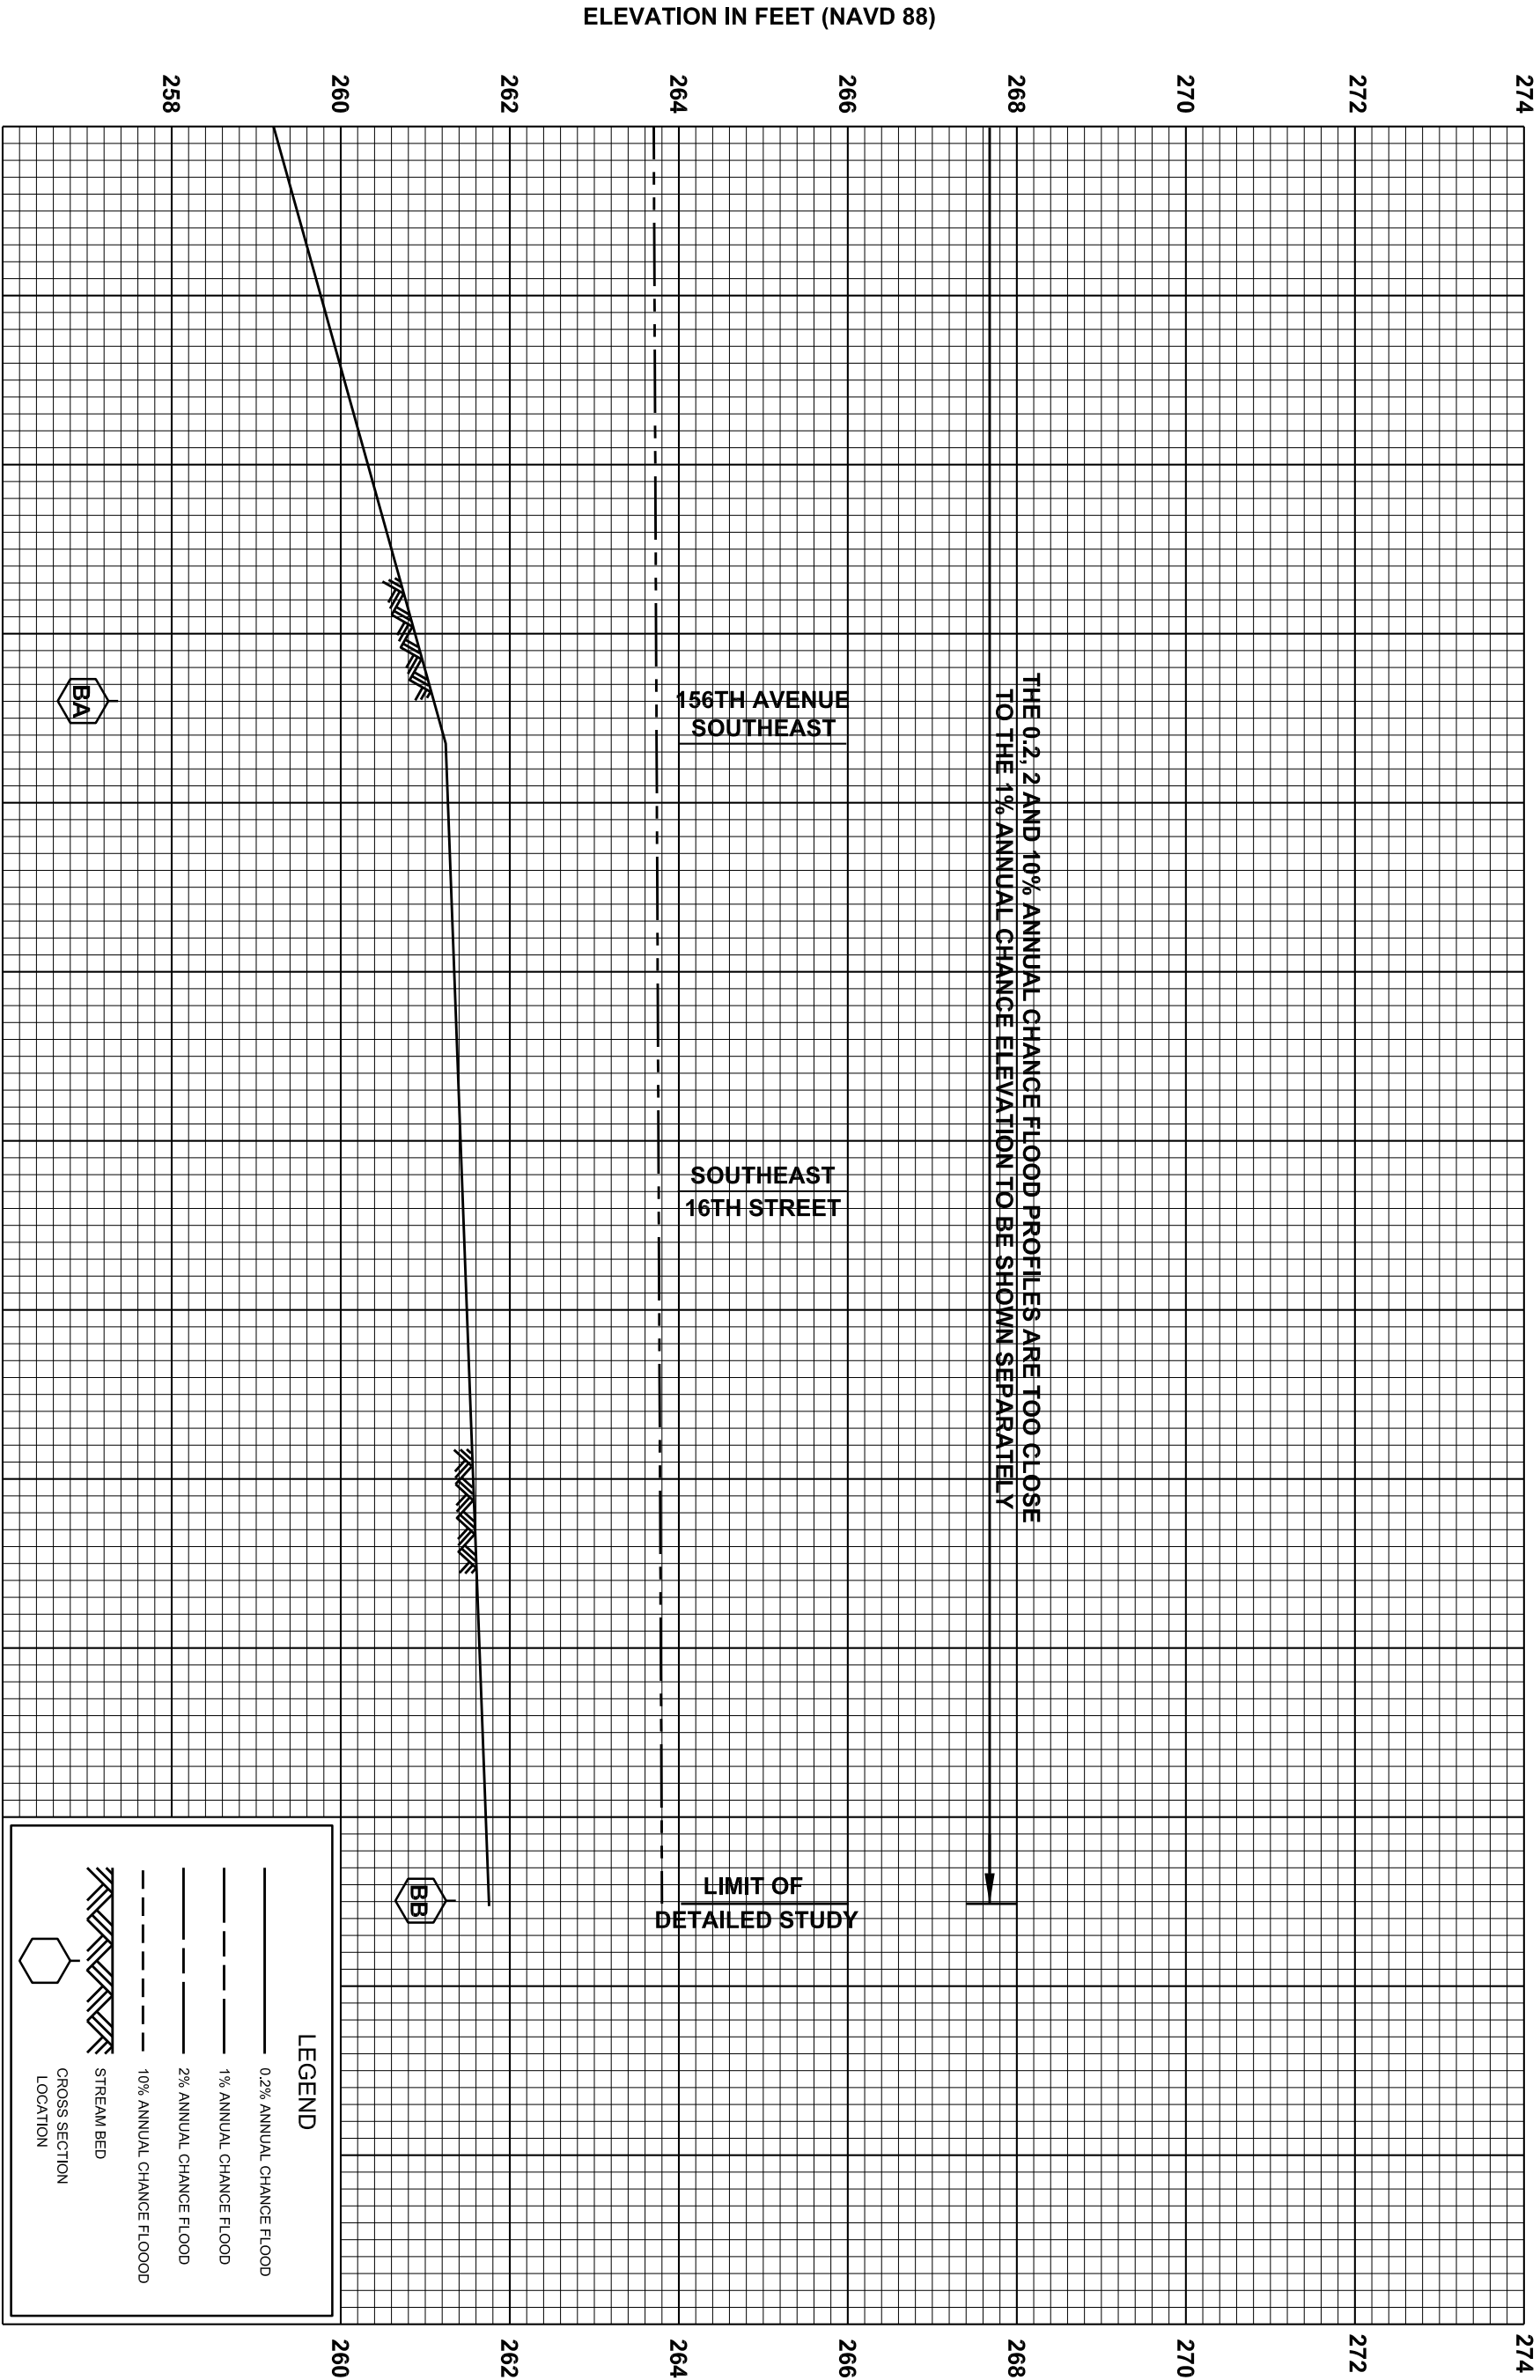 ELEVATION IN FEET (NAVD 88)
274
272
270
268
266
264
262
260
258
THE 0.2, 2 AND 10% ANNUAL CHANCE FLOOD PROFILES ARE TOO CLOSE
TO THE 1% ANNUAL CHANCE ELEVATION TO BE SHOWN SEPARATELY
156TH AVENUE
SOUTHEAST
SOUTHEAST
16TH STREET
LIMIT OF
DETAILED STUDY
BA
BB
LEGEND
0.2% ANNUAL CHANCE FLOOD
1% ANNUAL CHANCE FLOOD
2% ANNUAL CHANCE FLOOD
10% ANNUAL CHANCE FLOOOD
STREAM BED
CROSS SECTION
LOCATION
274
272
270
268
266
264
262
260